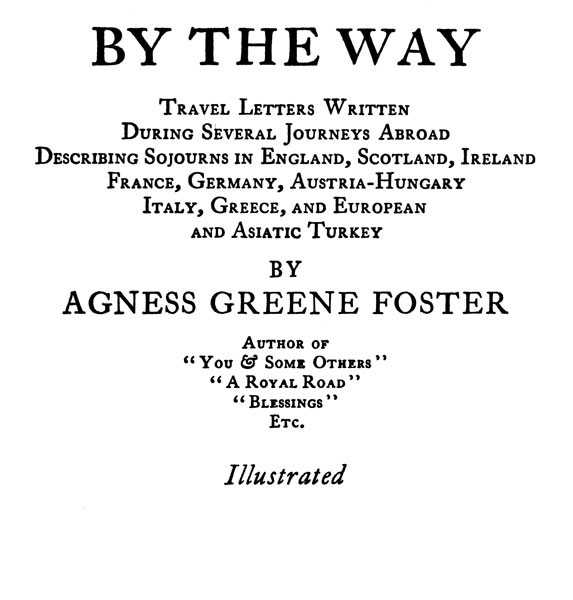 BY THE WAY
TRAVEL LETTERS WRITTEN
DURING SEVERAL JOURNEYS ABROAD
DESCRIBING SOJOURNS IN ENGLAND, SCOTLAND, IRELAND
FRANCE, GERMANY, AUSTRIA-HUNGARY
ITALY, GREECE, AND EUROPEAN
AND ASIATIC TURKEY
BY
AGNESS GREENE FOSTER
AUTHOR OF
“YOU & SOME OTHERS”
“A ROYAL ROAD”
“BLESSINGS”
ETC.
Illustrated